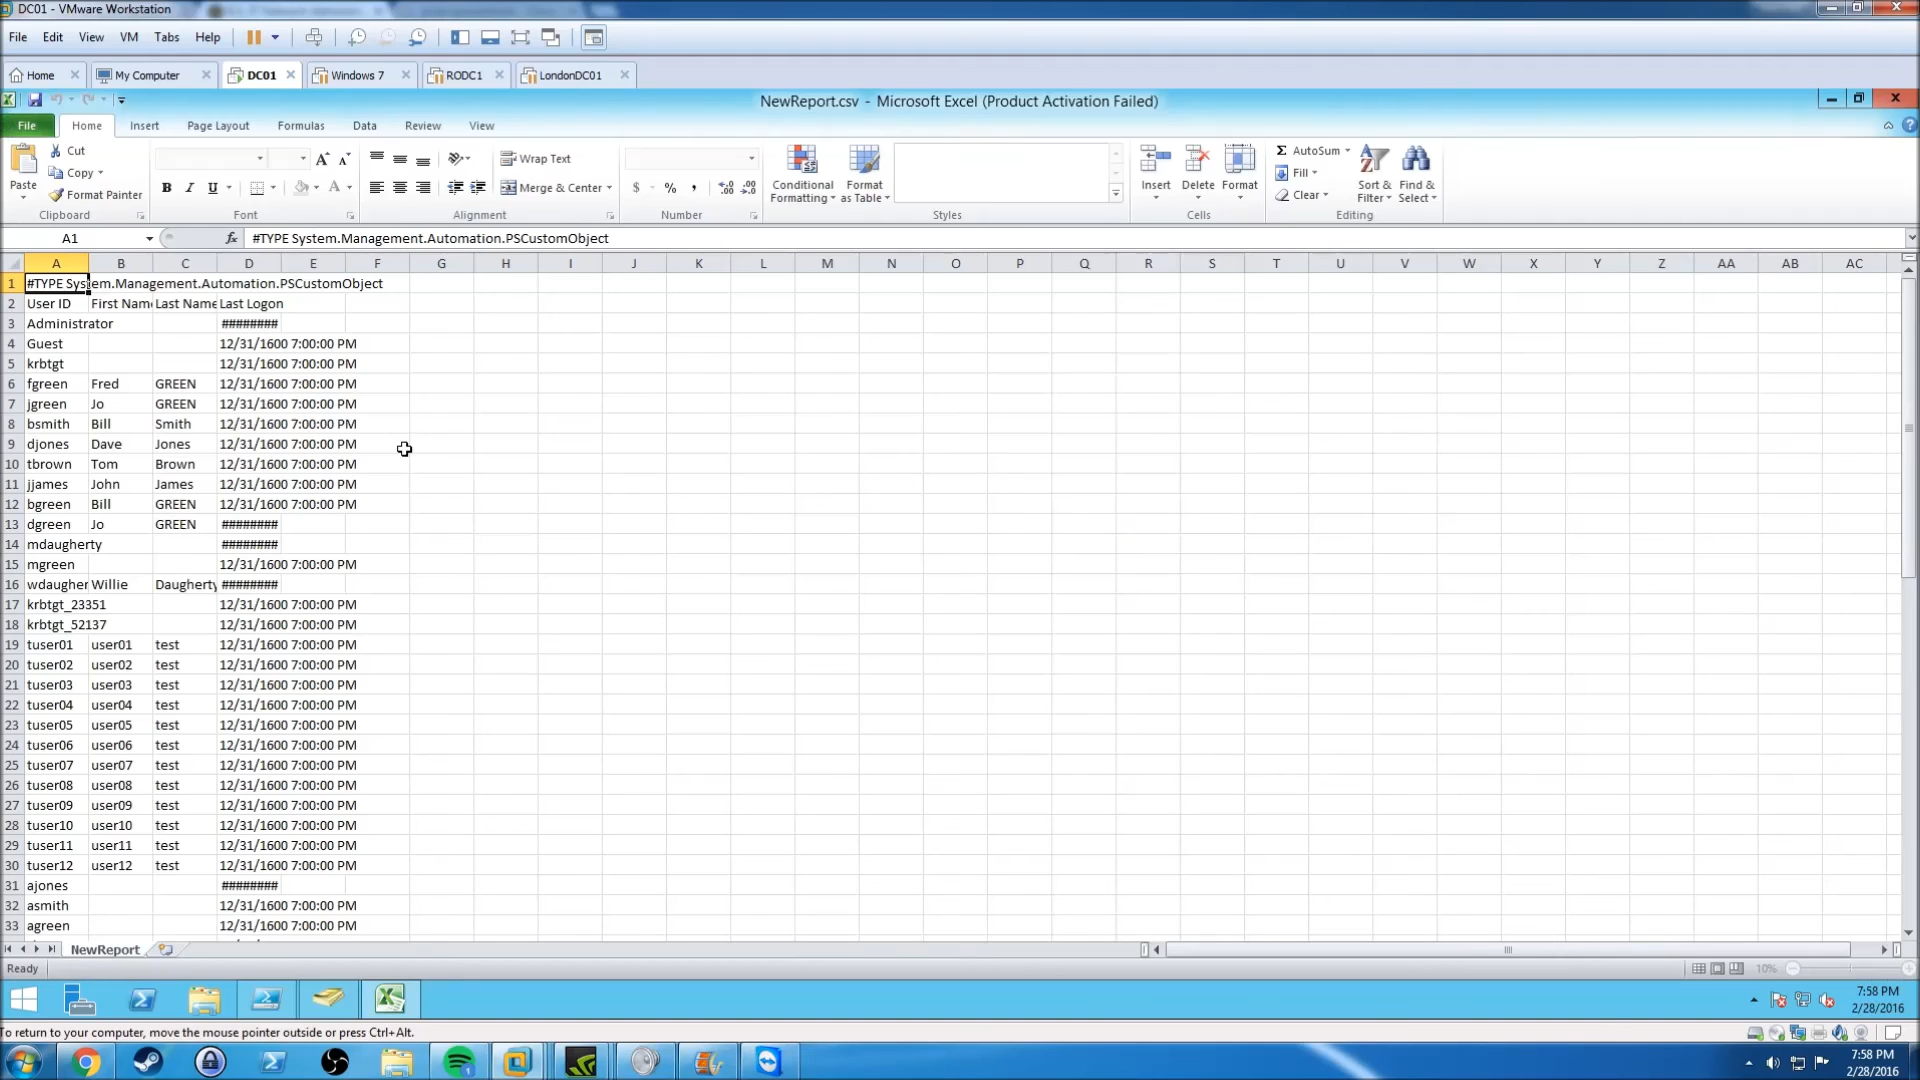 DC01 - VMware Workstation
File Edit View VM Tabs Help
Home My Computer DC01 Windows 7 RODC1 LondonDC01
NewReport.csv - Microsoft Excel (Product Activation Failed)
File Home Insert Page Layout Formulas Data Review View
Paste Cut Copy Format Painter
B I U
Wrap Text
Merge & Center
$ % ,
Conditional Formatting
Format as Table
Insert Delete Format
Σ AutoSum
Fill
Clear
Sort & Filter
Find & Select
Clipboard Font Alignment Number Styles Cells Editing
A1 fx #TYPE System.Management.Automation.PSCustomObject
A B C D E F G H I J K L M N O P Q R S T U V W X Y Z AA AB AC
1 #TYPE System.Management.Automation.PSCustomObject
2 User ID First Name Last Name Last Logon
3 Administrator ########
4 Guest 12/31/1600 7:00:00 PM
5 krbtgt 12/31/1600 7:00:00 PM
6 fgreen Fred GREEN 12/31/1600 7:00:00 PM
7 jgreen Jo GREEN 12/31/1600 7:00:00 PM
8 bsmith Bill Smith 12/31/1600 7:00:00 PM
9 djones Dave Jones 12/31/1600 7:00:00 PM
10 tbrown Tom Brown 12/31/1600 7:00:00 PM
11 jjames John James 12/31/1600 7:00:00 PM
12 bgreen Bill GREEN 12/31/1600 7:00:00 PM
13 dgreen Jo GREEN ########
14 mdaugherty ########
15 mgreen 12/31/1600 7:00:00 PM
16 wdaugher Willie Daugherty ########
17 krbtgt_23351 12/31/1600 7:00:00 PM
18 krbtgt_52137 12/31/1600 7:00:00 PM
19 tuser01 user01 test 12/31/1600 7:00:00 PM
20 tuser02 user02 test 12/31/1600 7:00:00 PM
21 tuser03 user03 test 12/31/1600 7:00:00 PM
22 tuser04 user04 test 12/31/1600 7:00:00 PM
23 tuser05 user05 test 12/31/1600 7:00:00 PM
24 tuser06 user06 test 12/31/1600 7:00:00 PM
25 tuser07 user07 test 12/31/1600 7:00:00 PM
26 tuser08 user08 test 12/31/1600 7:00:00 PM
27 tuser09 user09 test 12/31/1600 7:00:00 PM
28 tuser10 user10 test 12/31/1600 7:00:00 PM
29 tuser11 user11 test 12/31/1600 7:00:00 PM
30 tuser12 user12 test 12/31/1600 7:00:00 PM
31 ajones ########
32 asmith 12/31/1600 7:00:00 PM
33 agreen 12/31/1600 7:00:00 PM
NewReport
Ready 10%
7:58 PM
2/28/2016
To return to your computer, move the mouse pointer outside or press Ctrl+Alt.
7:58 PM
2/28/2016